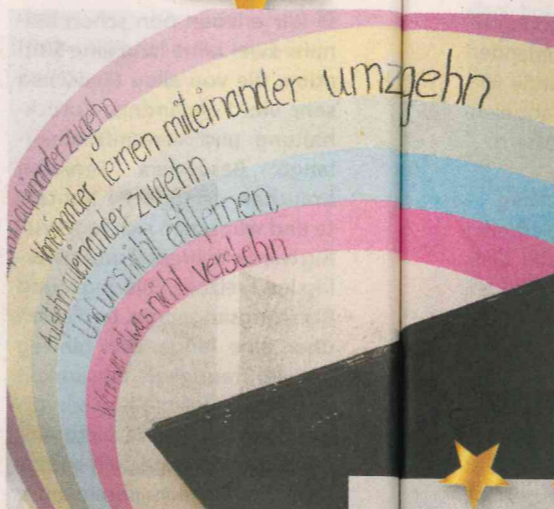 aufeinander zugehn
Voneinander lernen miteinander umzgehn
Aufstehn aufeinander zugehn
Und uns nicht entfernen,
Wenn wir etwas nicht verstehn